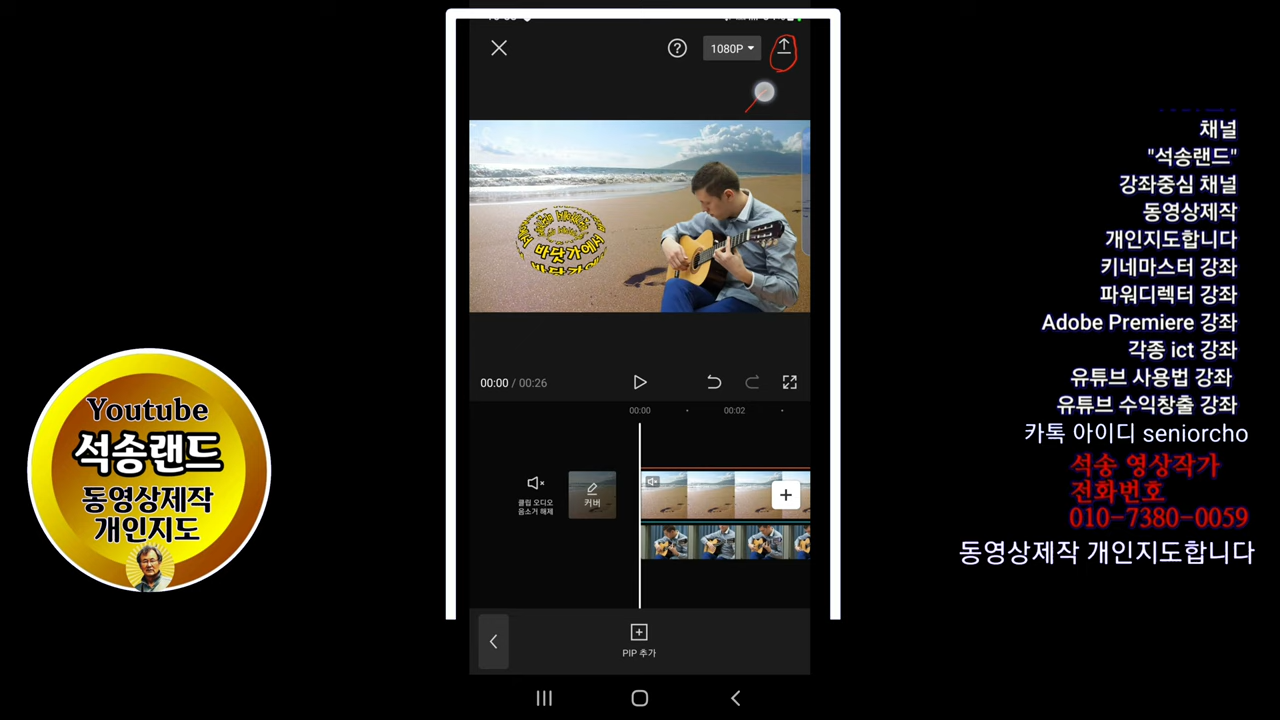 1080P
바닷가에서
00:00 / 00:26
00:00
00:02
클립 오디오
음소거 해제
커버
PIP 추가
Youtube
석송랜드
동영상제작
개인지도
채널
"석송랜드"
강좌중심 채널
동영상제작
개인지도합니다
키네마스터 강좌
파워디렉터 강좌
Adobe Premiere 강좌
각종 ict 강좌
유튜브 사용법 강좌
유튜브 수익창출 강좌
카톡 아이디 seniorcho
석송 영상작가
전화번호
010-7380-0059
동영상제작 개인지도합니다